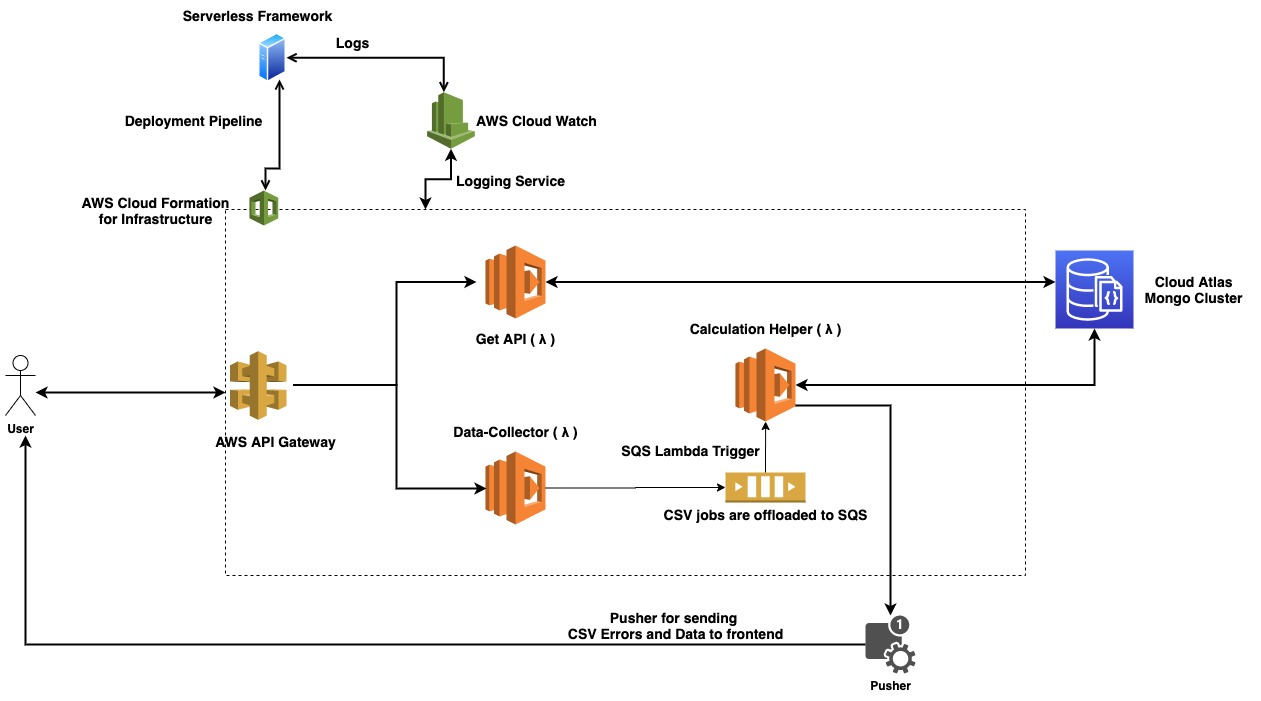 Serverless Framework
Logs
Deployment Pipeline
AWS Cloud Watch
Logging Service
AWS Cloud Formation
for Infrastructure
Get API ( λ )
Cloud Atlas
Mongo Cluster
Calculation Helper ( λ )
User
AWS API Gateway
Data-Collector ( λ )
SQS Lambda Trigger
{}
CSV jobs are offloaded to SQS
Pusher for sending
CSV Errors and Data to frontend
1
Pusher